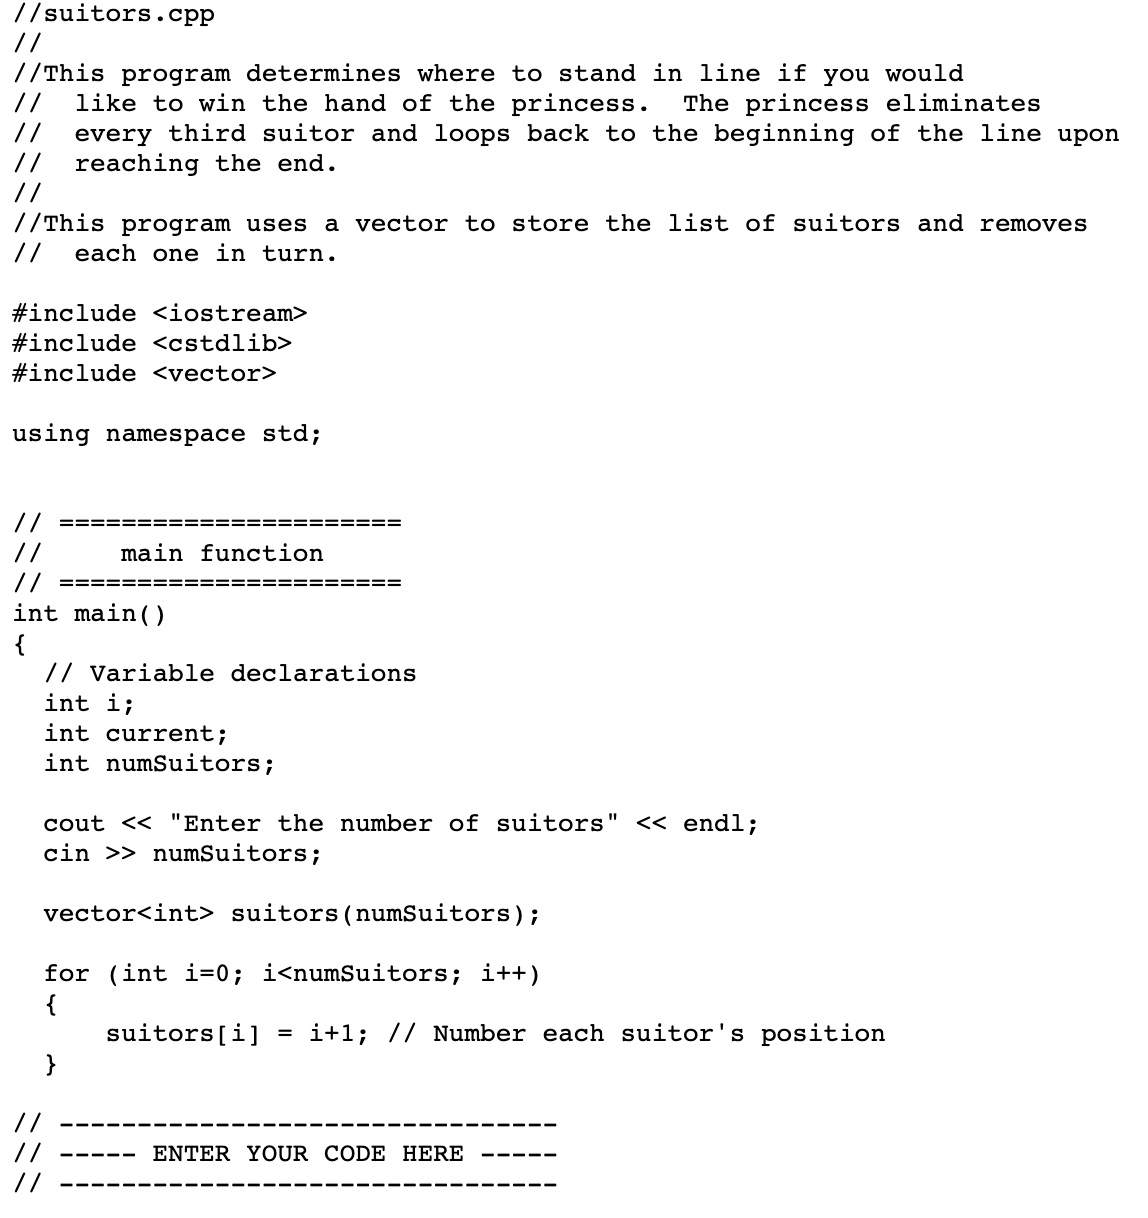 //suitors.cpp
//
//This program determines where to stand in line if you would
//  like to win the hand of the princess.  The princess eliminates
//  every third suitor and loops back to the beginning of the line upon
//  reaching the end.
//
//This program uses a vector to store the list of suitors and removes
//  each one in turn.

#include <iostream>
#include <cstdlib>
#include <vector>

using namespace std;


// ======================
//     main function
// ======================
int main()
{
  // Variable declarations
  int i;
  int current;
  int numSuitors;

  cout << "Enter the number of suitors" << endl;
  cin >> numSuitors;

  vector<int> suitors(numSuitors);

  for (int i=0; i<numSuitors; i++)
  {
      suitors[i] = i+1; // Number each suitor's position
  }

// --------------------------------
// ----- ENTER YOUR CODE HERE -----
// --------------------------------